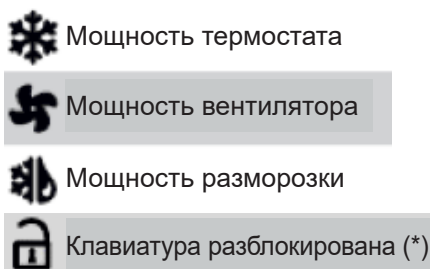 Мощность термостата
Мощность вентилятора
Мощность разморозки
Клавиатура разблокирована (*)